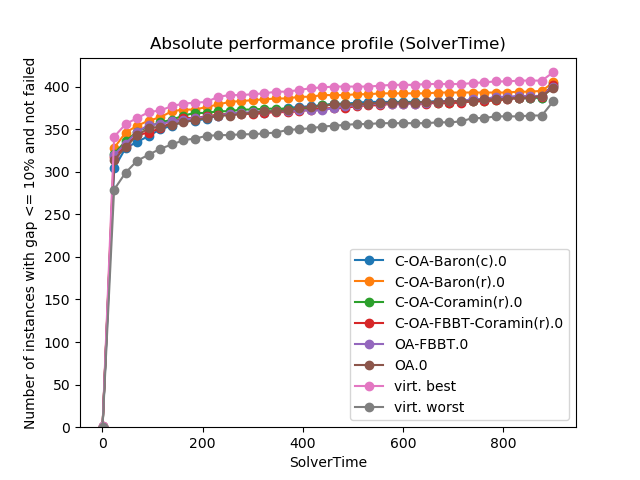 Absolute performance profile (SolverTime)
Number of instances with gap <= 10% and not failed
400
350
300
250
200
150
100
50
0
C-OA-Baron(c).0
C-OA-Baron(r).0
C-OA-Coramin(r).0
C-OA-FBBT-Coramin(r).0
OA-FBBT.0
OA.0
virt. best
virt. worst
0 200 400 600 800
SolverTime